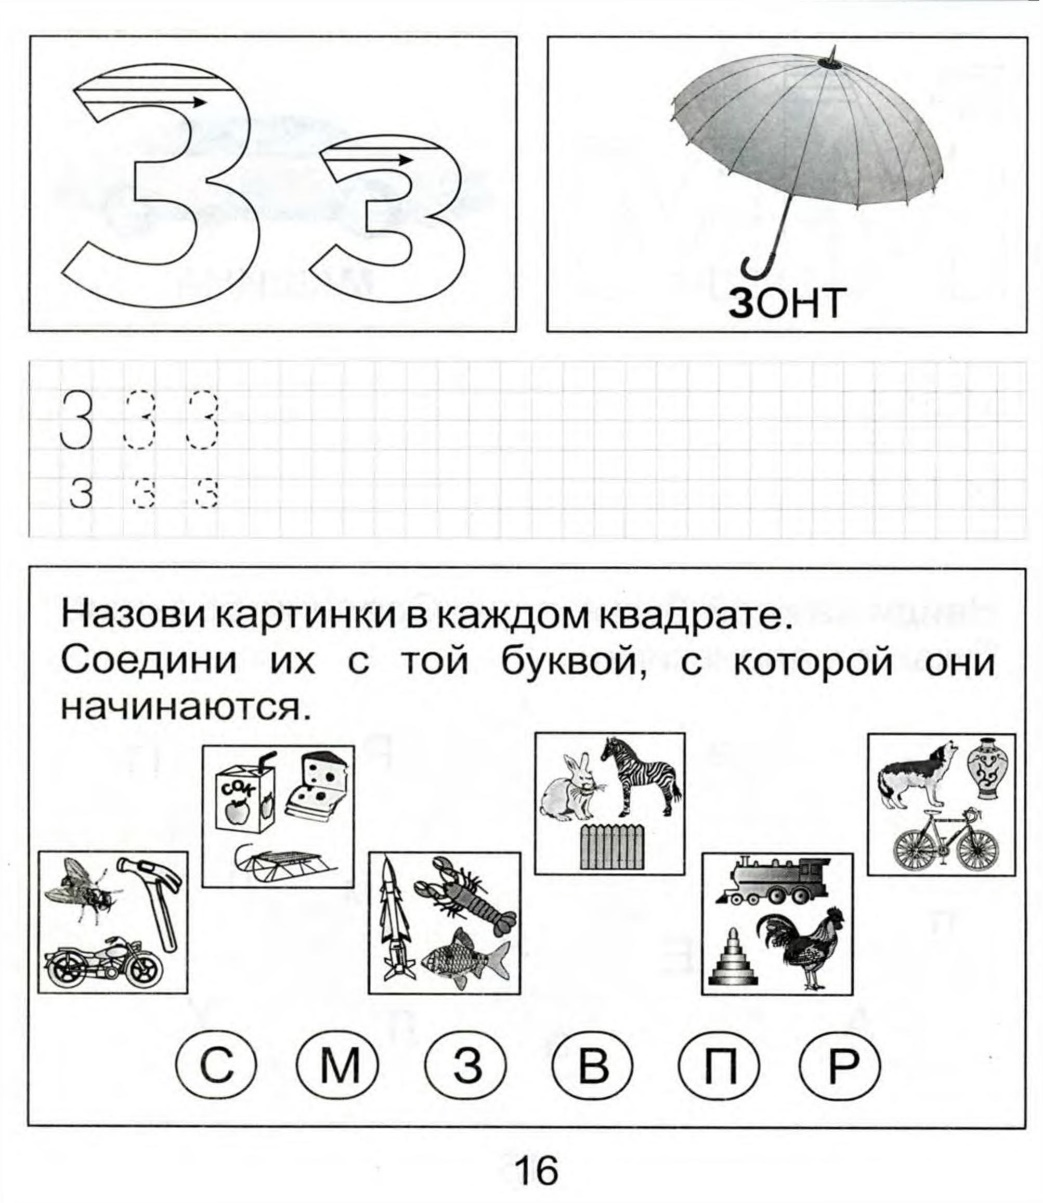 З з
ЗОНТ
З З З
з з з
Назови картинки в каждом квадрате.
Соедини их с той буквой, с которой они
начинаются.
СОК
С М З В П Р
16